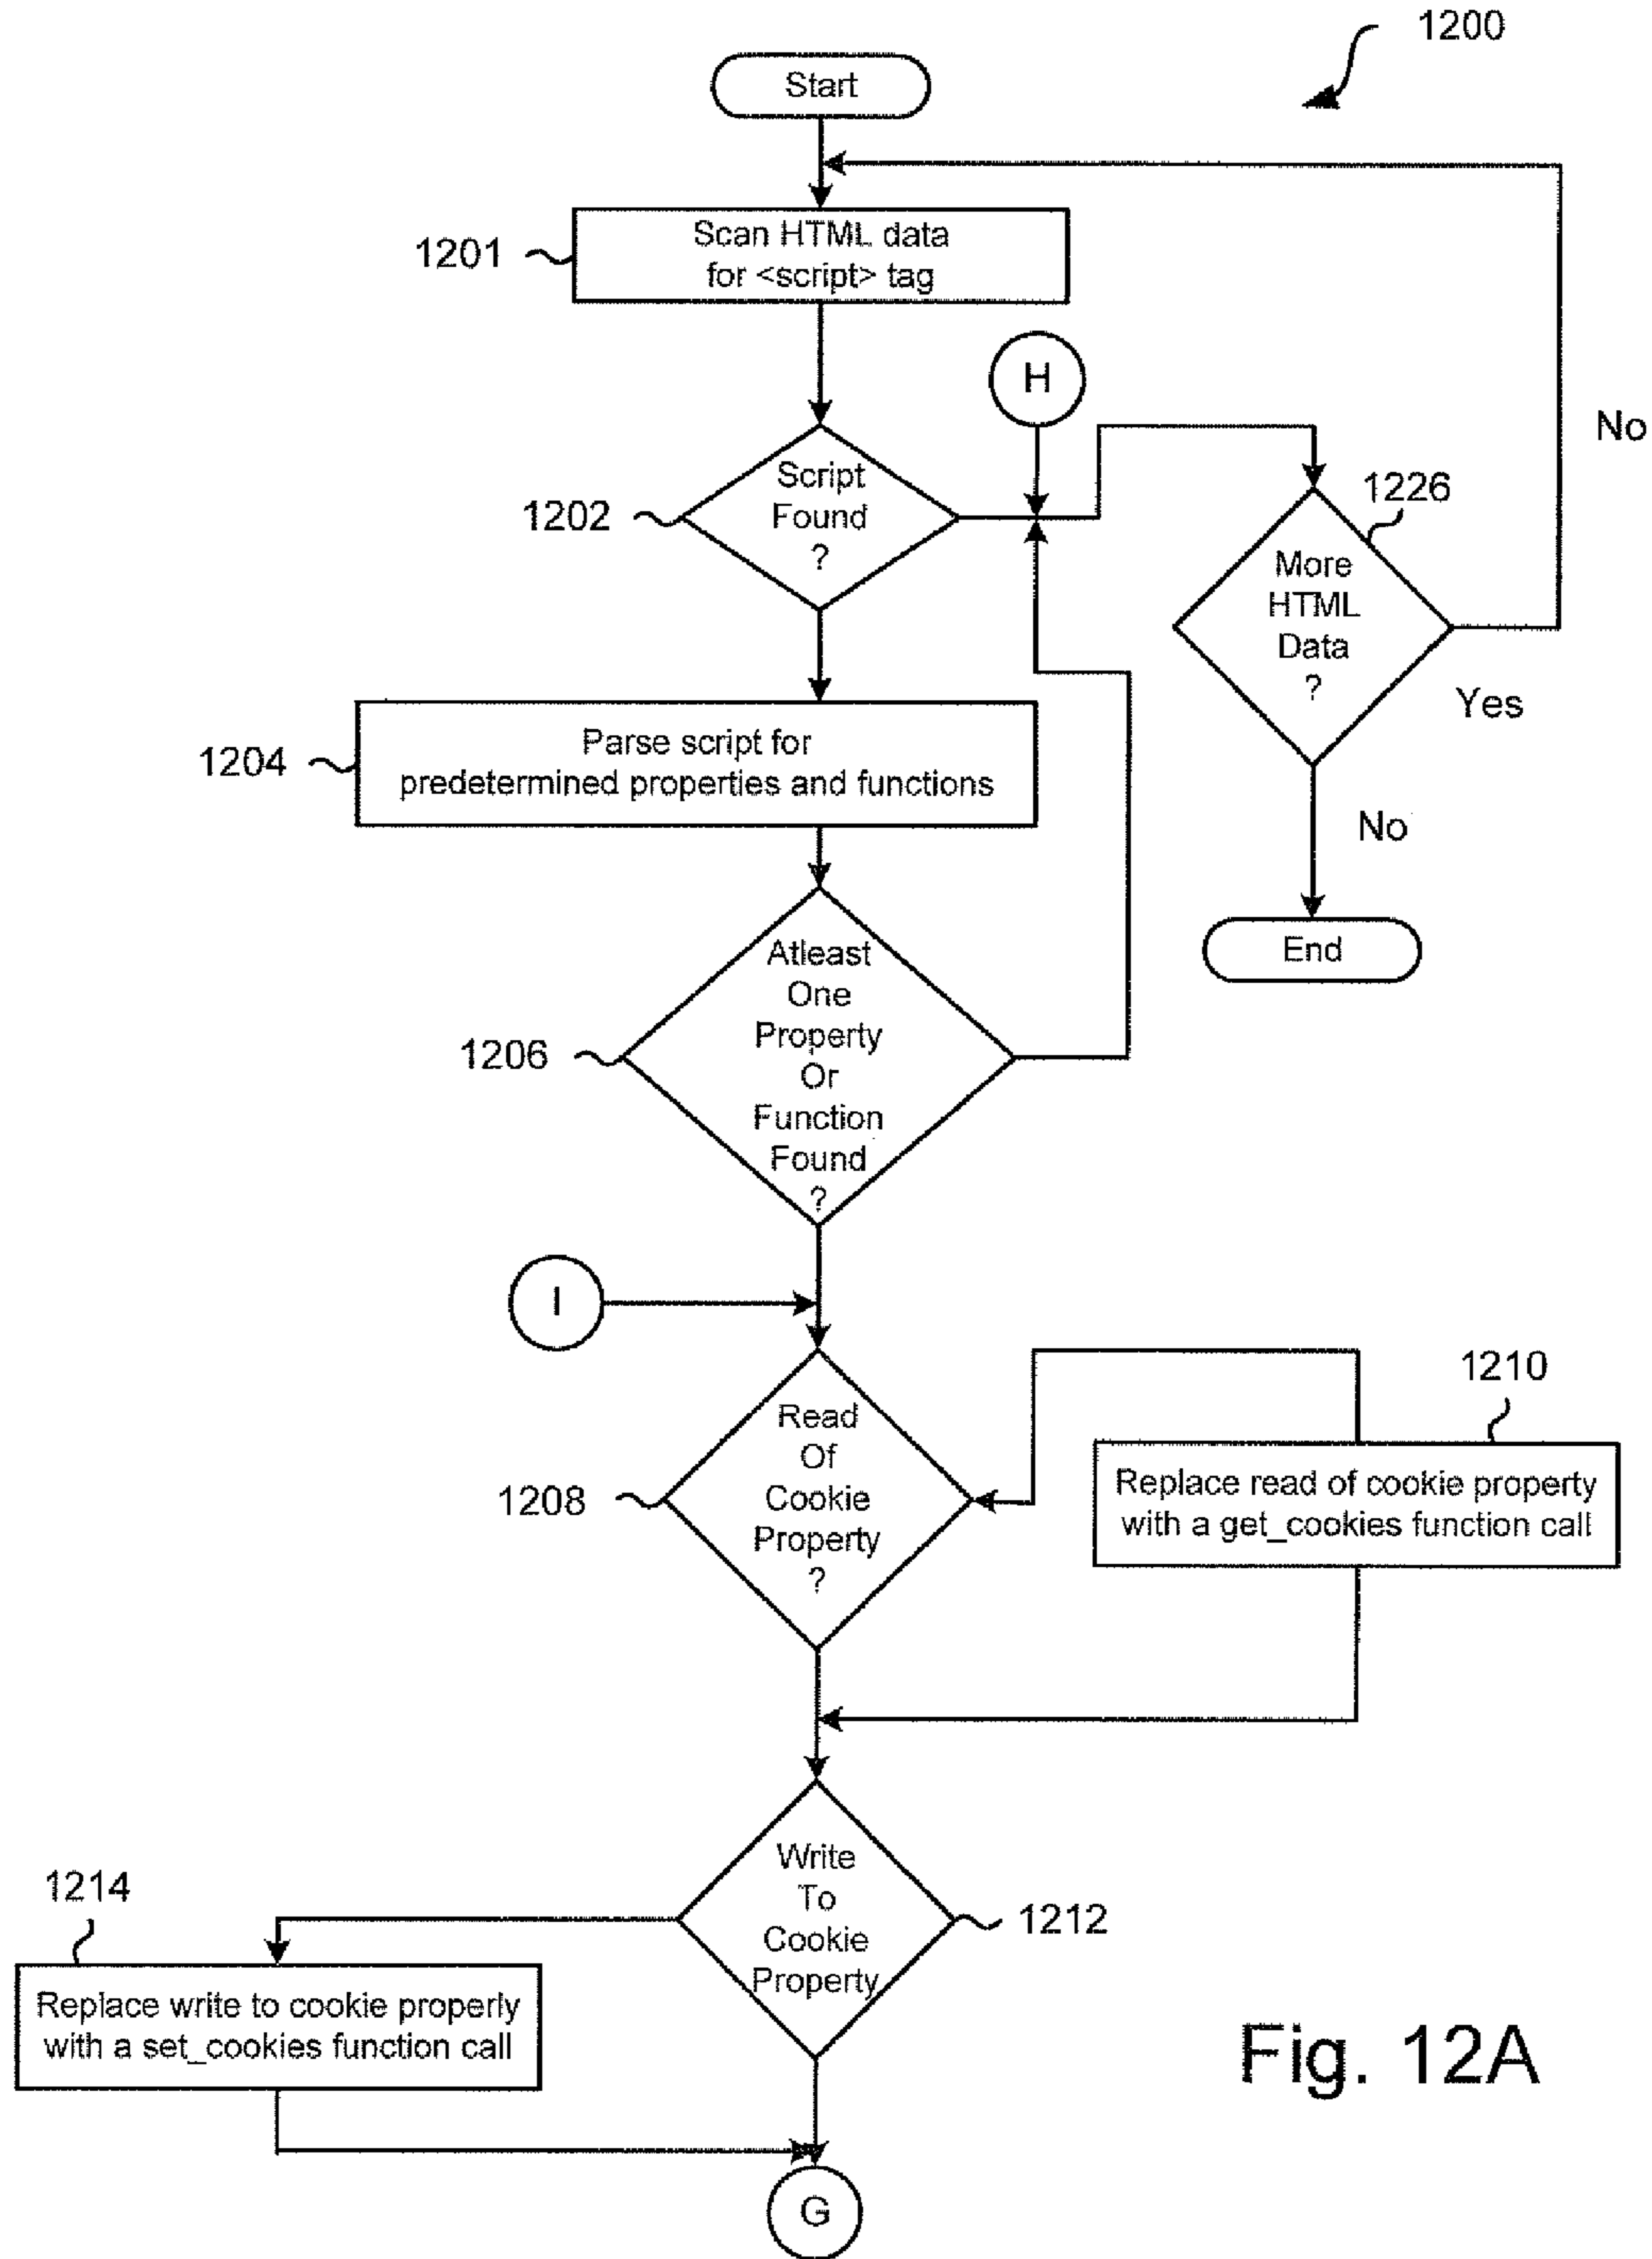 1200
Start
1201
Scan HTML data
for <script> tag
H
No
1202
Script
Found
?
1226
More
HTML
Data
?
Yes
1204
Parse script for
predetermined properties and functions
No
End
1206
Atleast
One
Property
Or
Function
Found
?
I
1208
Read
Of
Cookie
Property
?
1210
Replace read of cookie property
with a get_cookies function call
1212
Write
To
Cookie
Property
1214
Replace write to cookie properly
with a set_cookies function call
G
Fig. 12A